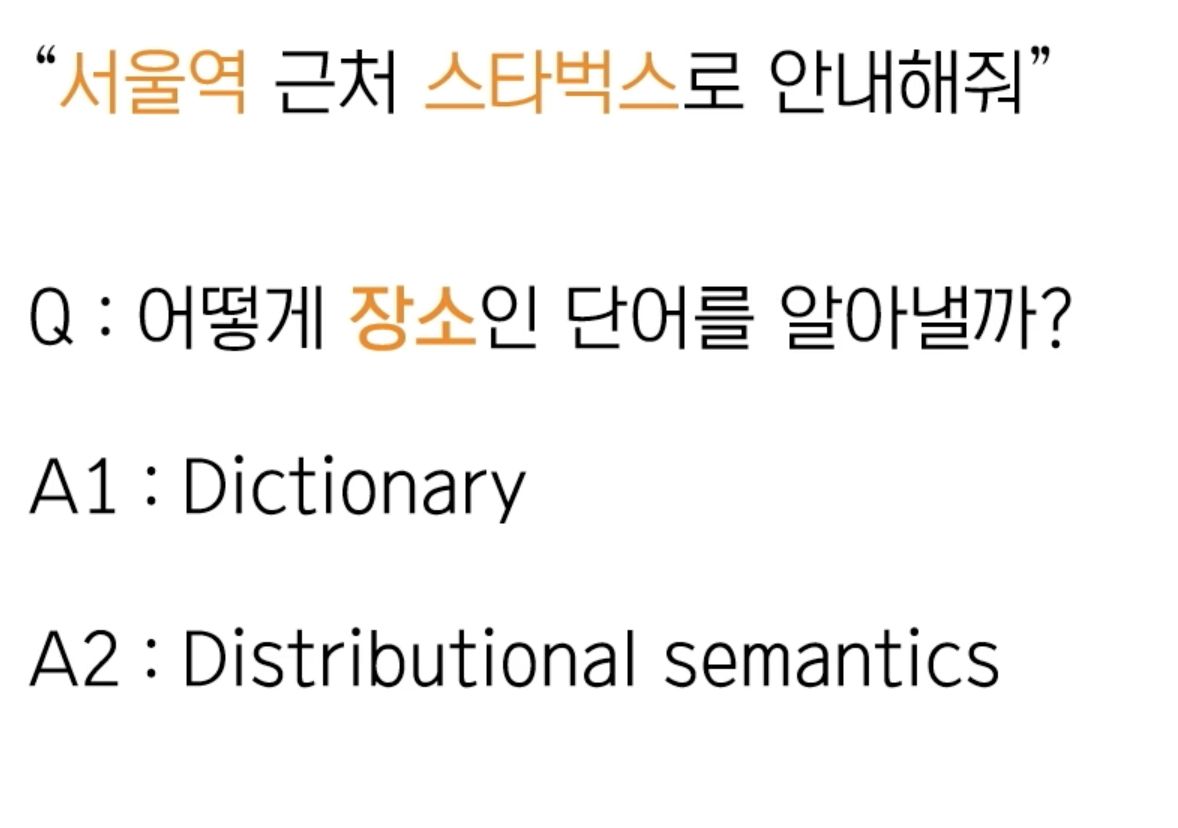 “서울역 근처 스타벅스로 안내해줘”
Q : 어떻게 장소인 단어를 알아낼까?
A1 : Dictionary
A2 : Distributional semantics